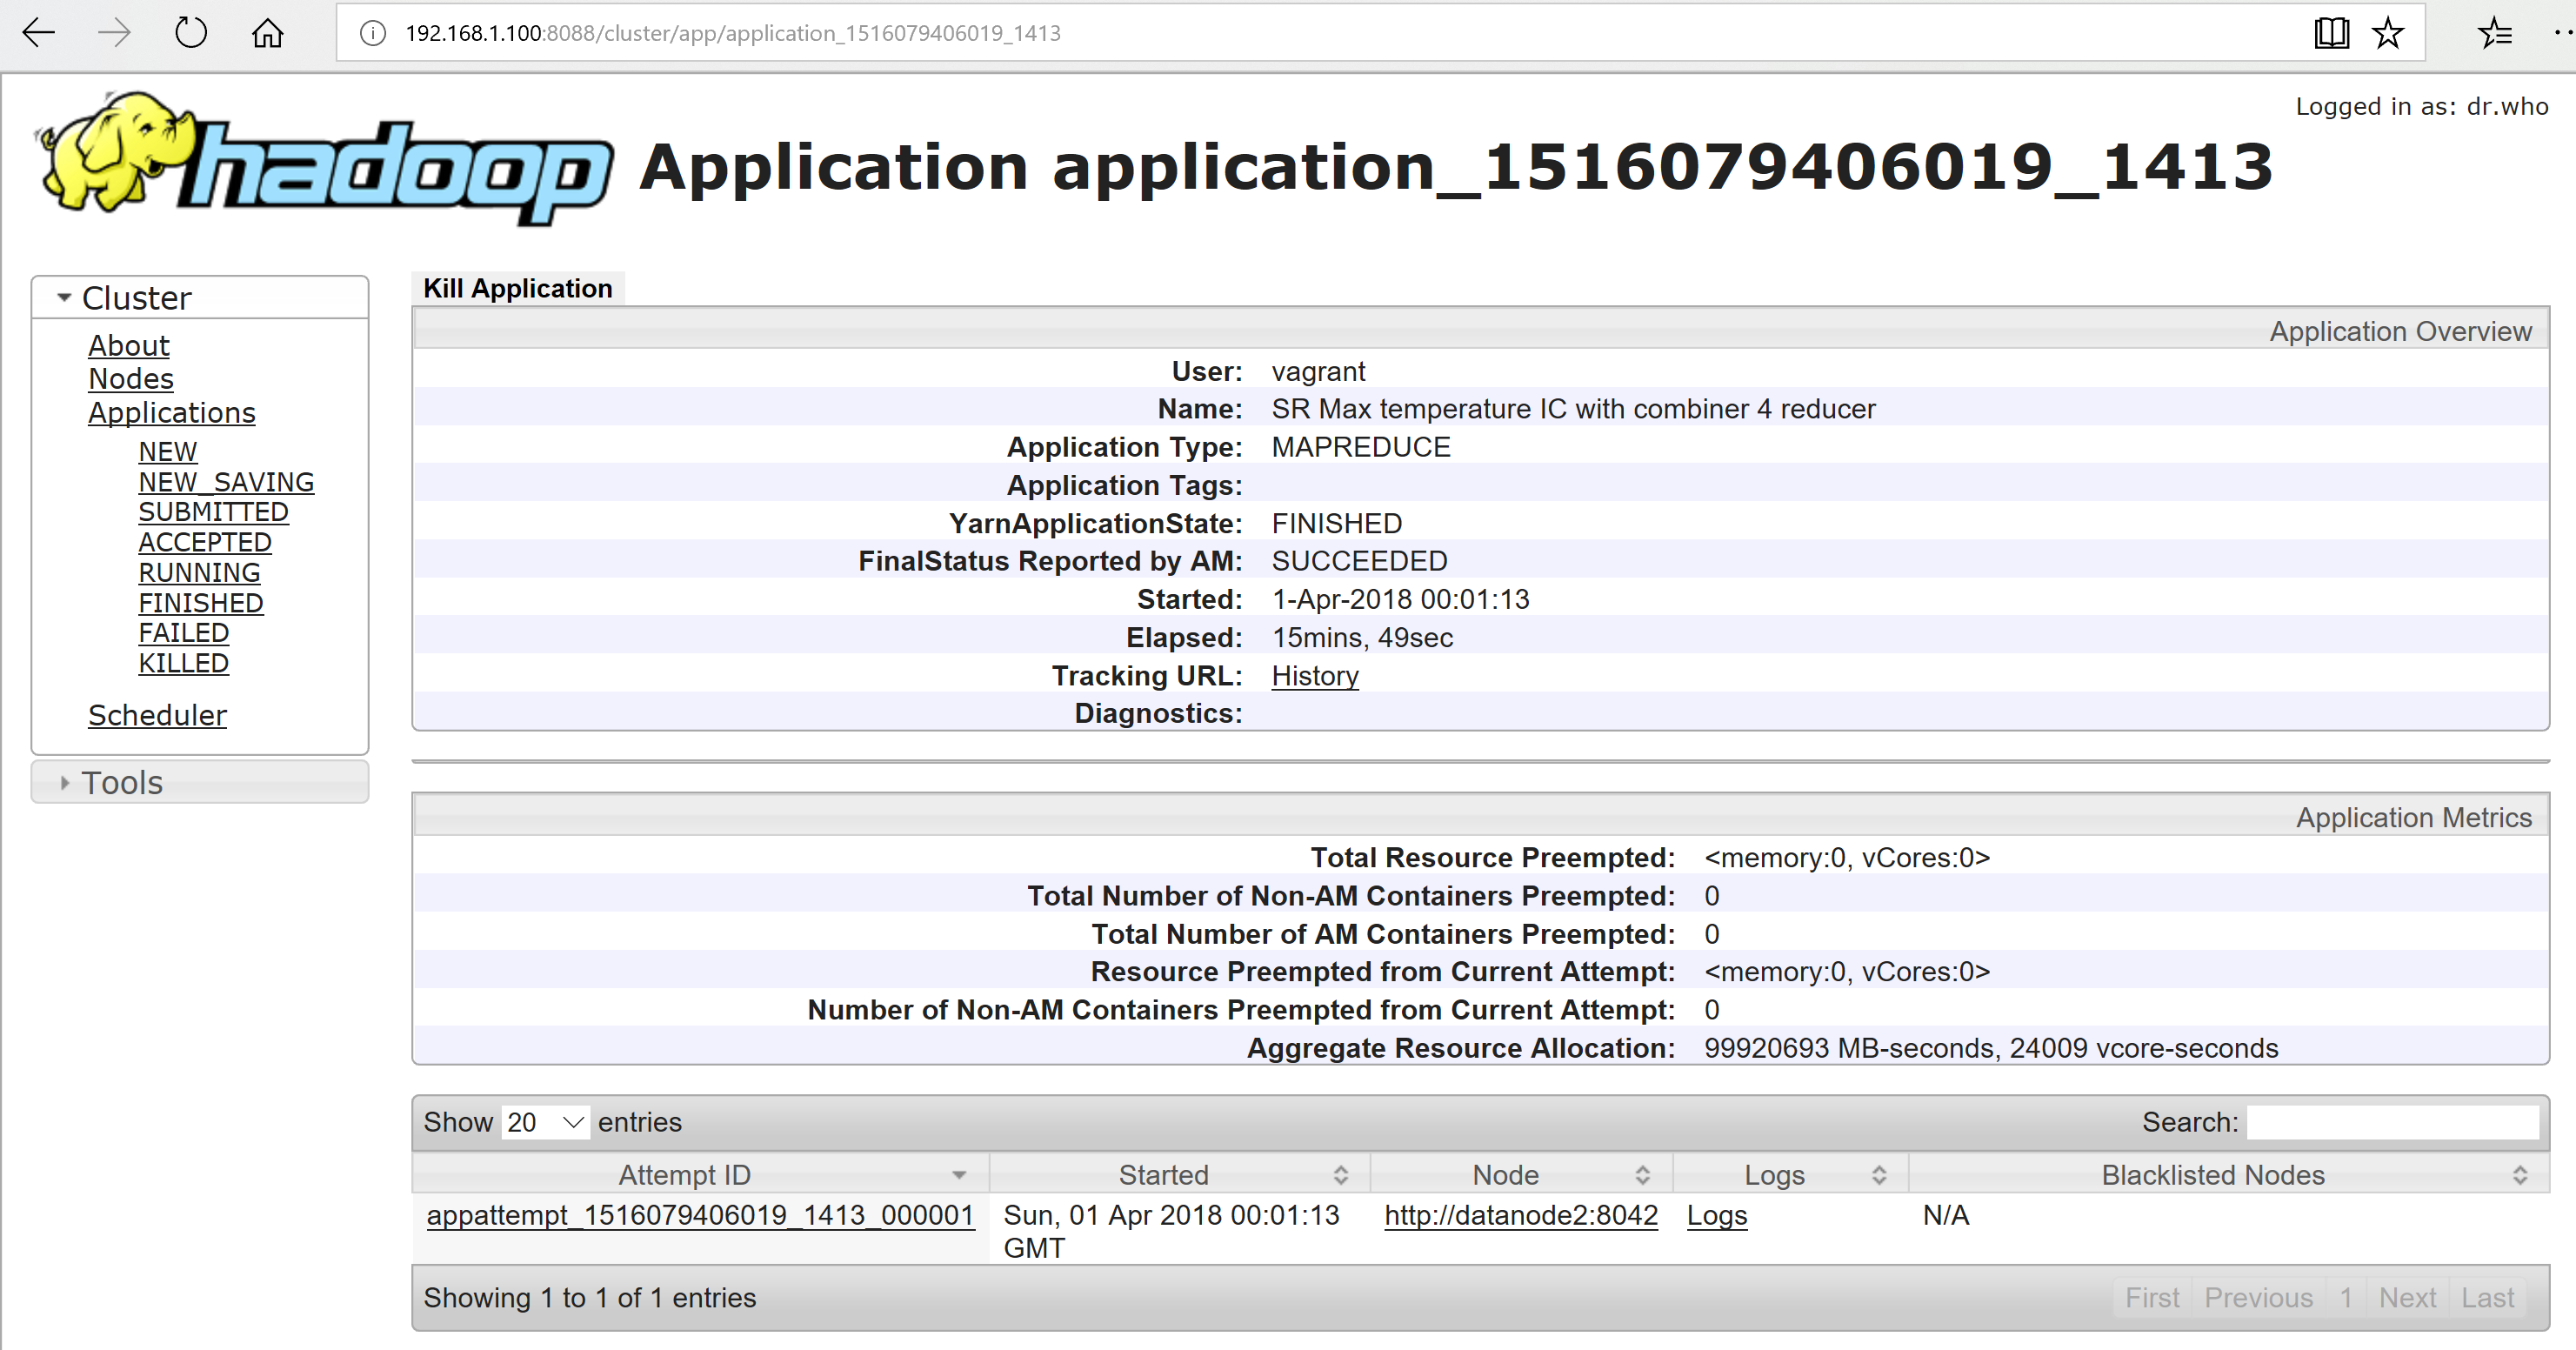 192.168.1.100:8088/cluster/app/application_1516079406019_1413
Logged in as: dr.who
hadoop
Application application_1516079406019_1413
Cluster
About
Nodes
Applications
NEW
NEW_SAVING
SUBMITTED
ACCEPTED
RUNNING
FINISHED
FAILED
KILLED
Scheduler
Tools
Kill Application
Application Overview
User: vagrant
Name: SR Max temperature IC with combiner 4 reducer
Application Type: MAPREDUCE
Application Tags:
YarnApplicationState: FINISHED
FinalStatus Reported by AM: SUCCEEDED
Started: 1-Apr-2018 00:01:13
Elapsed: 15mins, 49sec
Tracking URL: History
Diagnostics:
Application Metrics
Total Resource Preempted: <memory:0, vCores:0>
Total Number of Non-AM Containers Preempted: 0
Total Number of AM Containers Preempted: 0
Resource Preempted from Current Attempt: <memory:0, vCores:0>
Number of Non-AM Containers Preempted from Current Attempt: 0
Aggregate Resource Allocation: 99920693 MB-seconds, 24009 vcore-seconds
Show 20 entries Search:
Attempt ID Started Node Logs Blacklisted Nodes
appattempt_1516079406019_1413_000001 Sun, 01 Apr 2018 00:01:13 http://datanode2:8042 Logs N/A
GMT
Showing 1 to 1 of 1 entries First Previous 1 Next Last